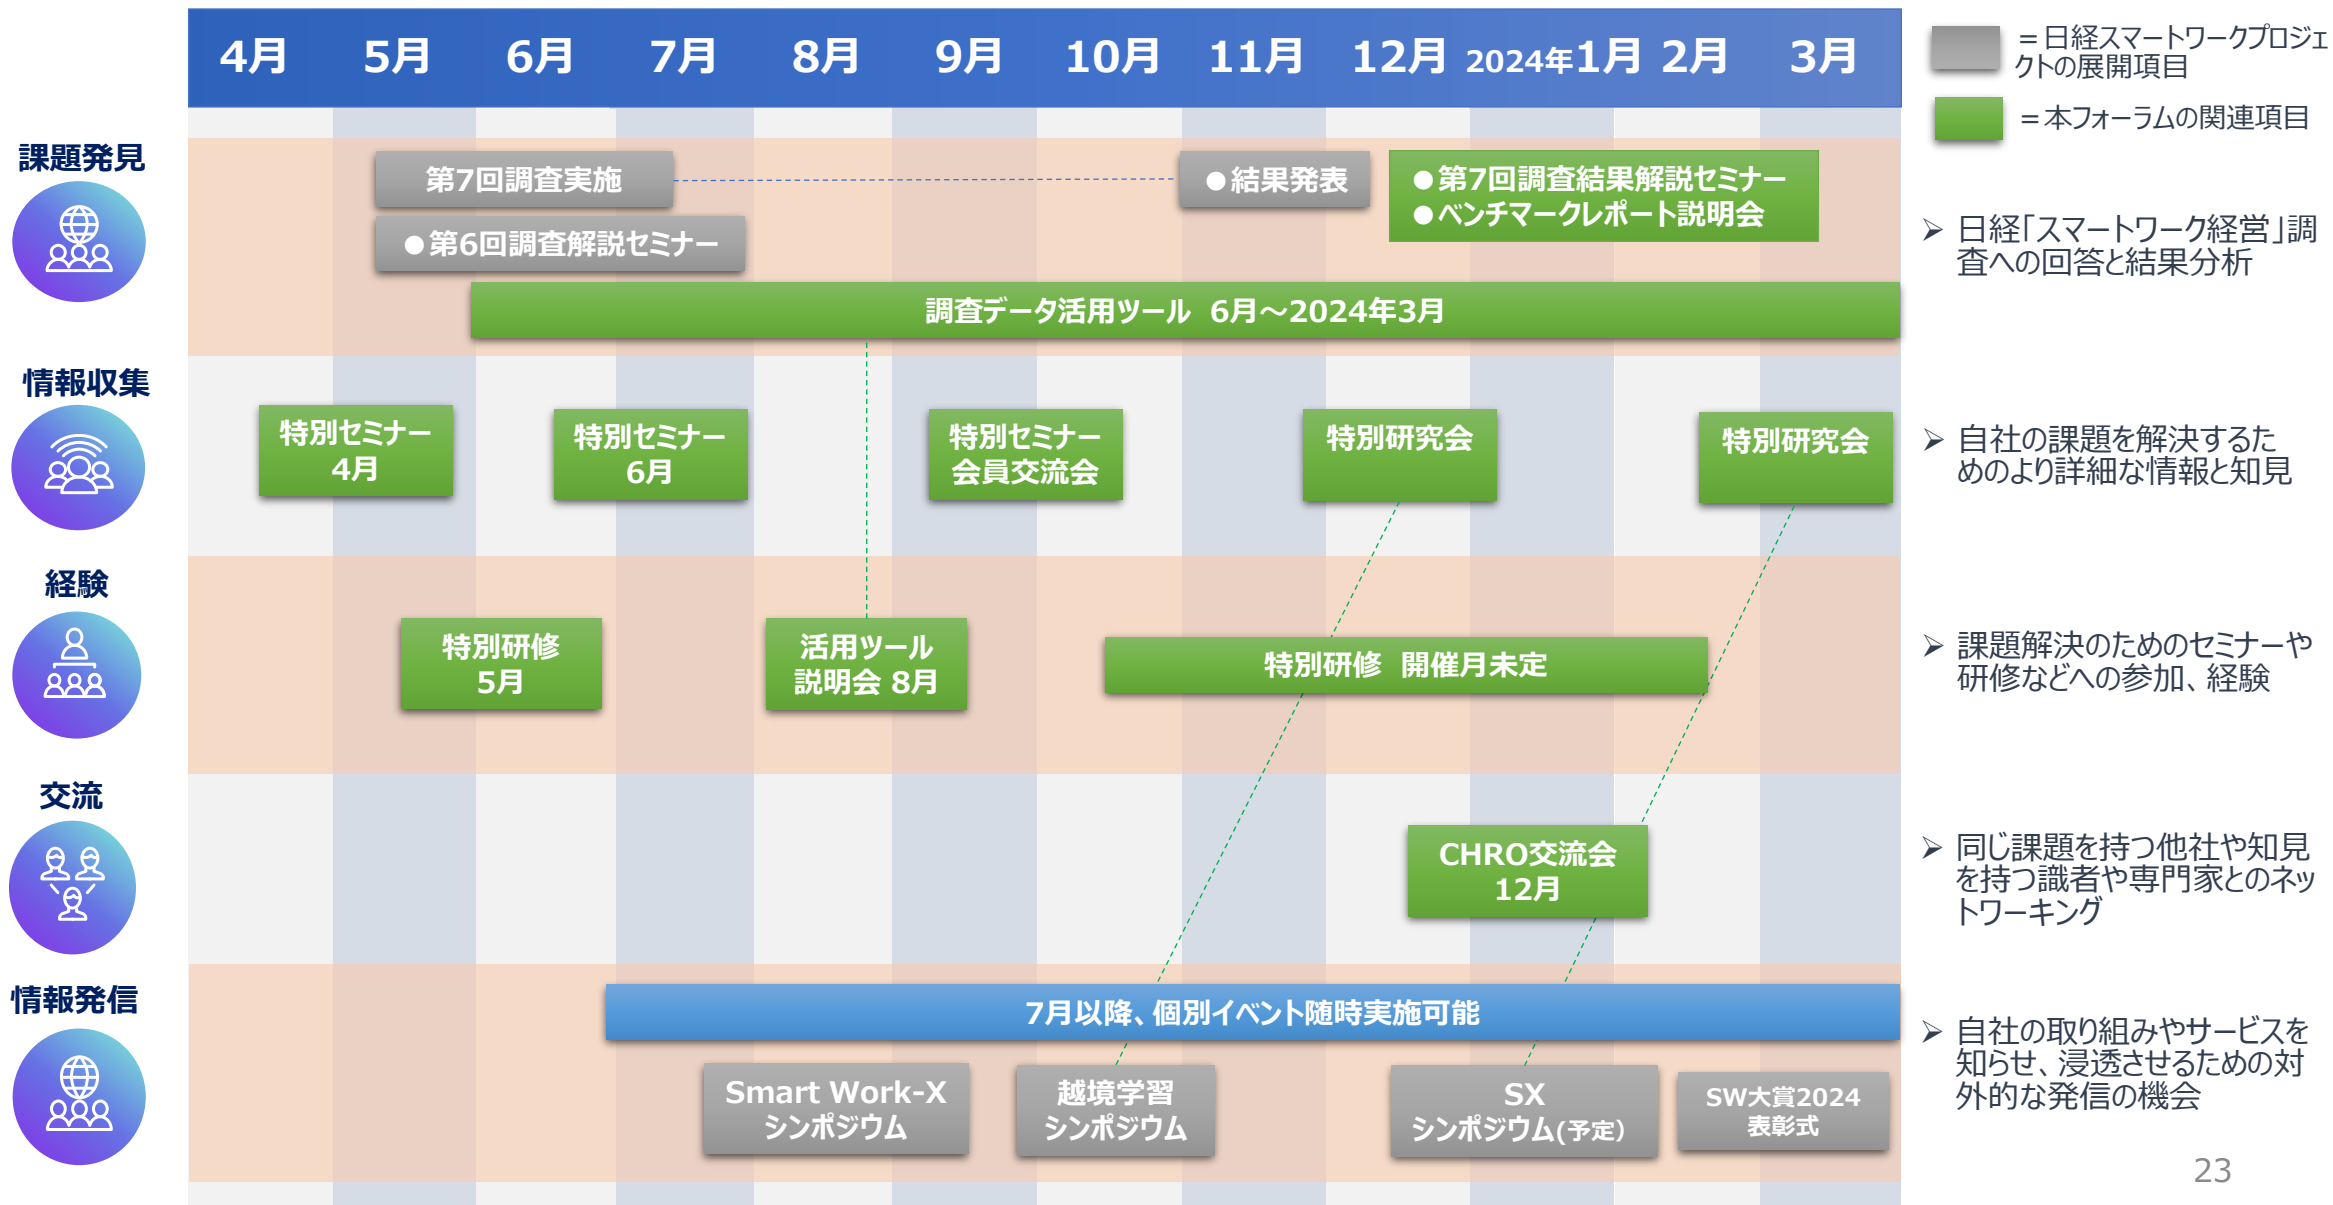 4月 5月 6月 7月 8月 9月 10月 11月 12月 2024年1月 2月 3月
=日経スマートワークプロジェ
クトの展開項目
=本フォーラムの関連項目
課題発見
第7回調査実施
●結果発表
●第7回調査結果解説セミナー
●ベンチマークレポート説明会
●第6回調査解説セミナー
調査データ活用ツール 6月～2024年3月
➢ 日経「スマートワーク経営」調
査への回答と結果分析
情報収集
特別セミナー
4月
特別セミナー
6月
特別セミナー
会員交流会
特別研究会
特別研究会
➢ 自社の課題を解決するた
めのより詳細な情報と知見
経験
特別研修
5月
活用ツール
説明会 8月
特別研修 開催月未定
➢ 課題解決のためのセミナーや
研修などへの参加、経験
交流
CHRO交流会
12月
➢ 同じ課題を持つ他社や知見
を持つ識者や専門家とのネッ
トワーキング
情報発信
7月以降、個別イベント随時実施可能
Smart Work-X
シンポジウム
越境学習
シンポジウム
SX
シンポジウム(予定)
SW大賞2024
表彰式
➢ 自社の取り組みやサービスを
知らせ、浸透させるための対
外的な発信の機会
23